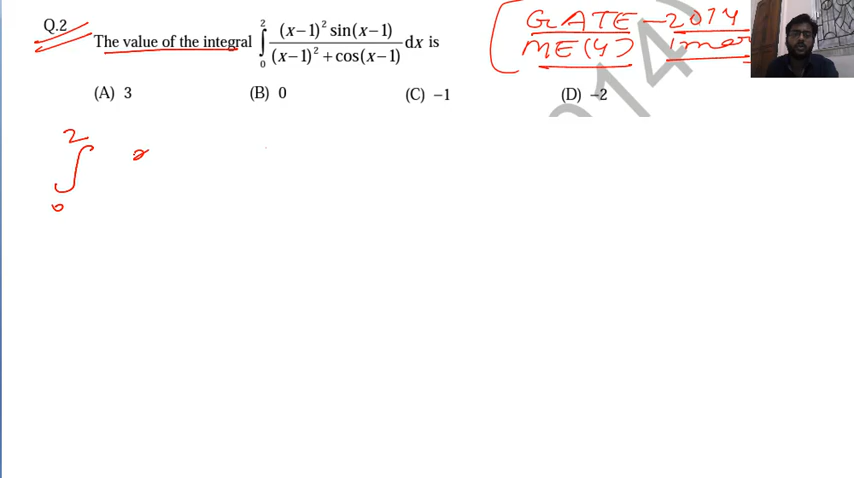 Q.2
The value of the integral ∫₀² (x−1)² sin(x−1) / ((x−1)² + cos(x−1)) dx is
GATE - 2014
ME(4)
(A) 3 (B) 0 (C) −1 (D) −2
2
∫
0